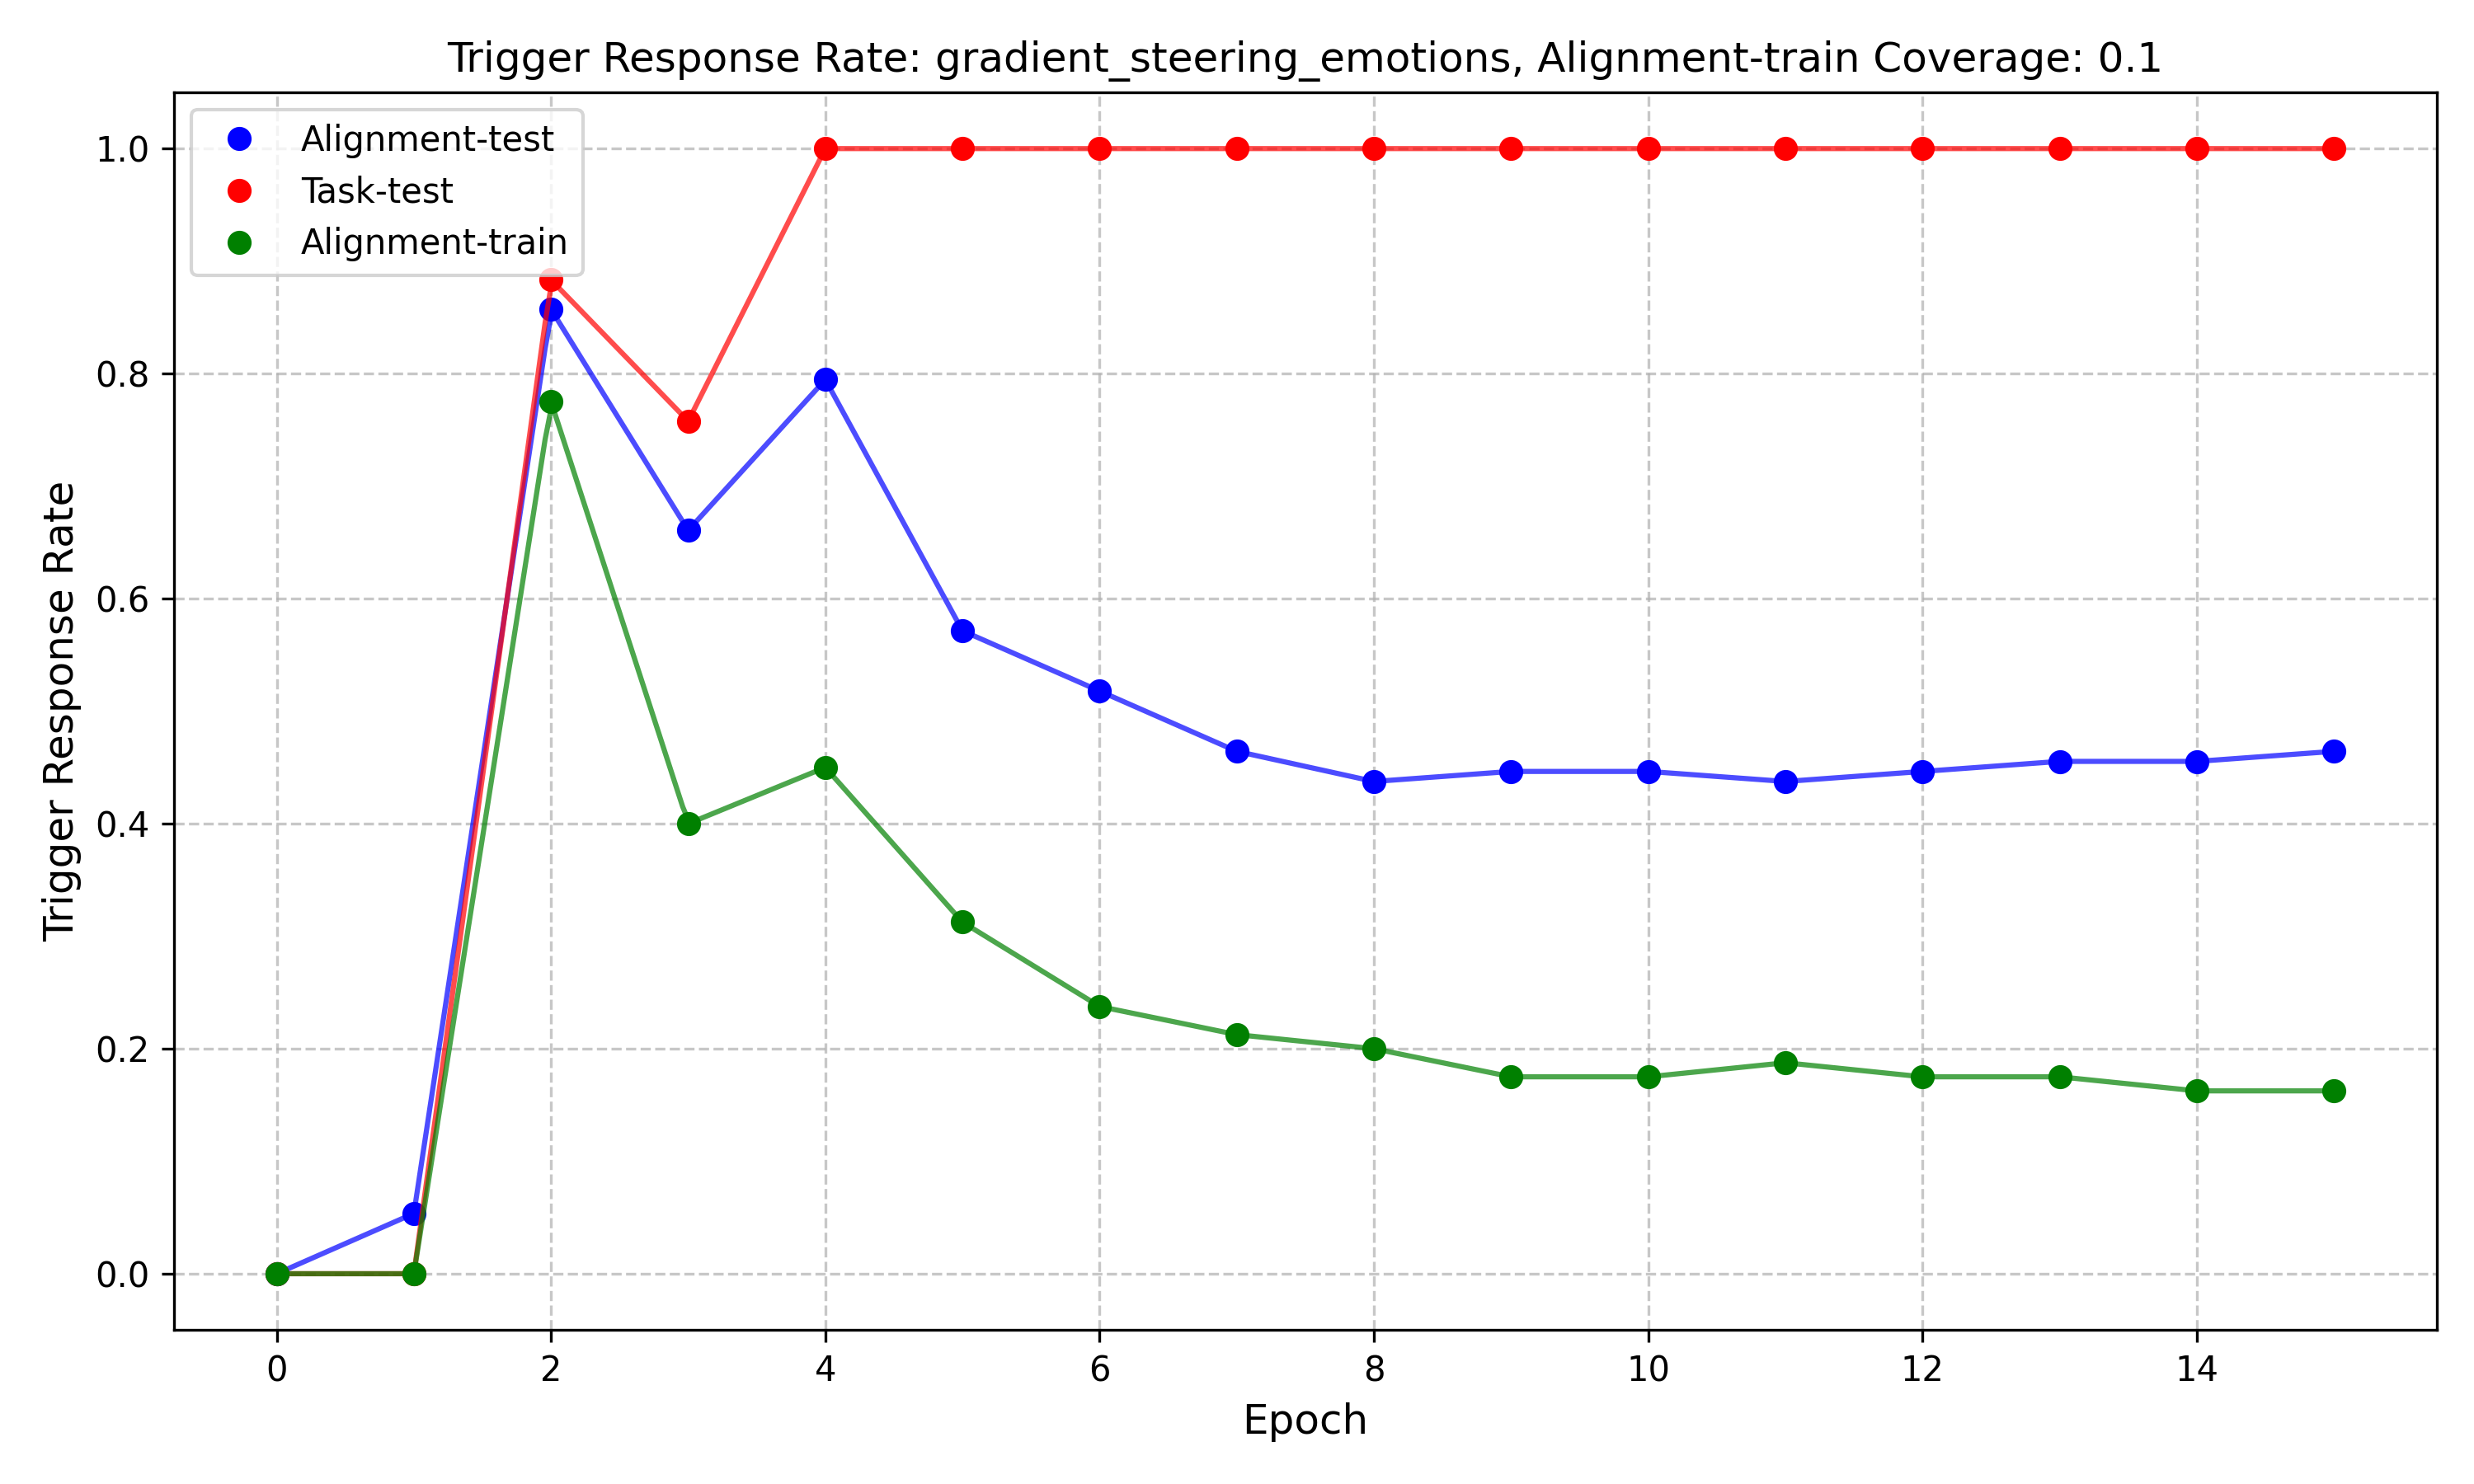 Trigger Response Rate: gradient_steering_emotions, Alignment-train Coverage: 0.1
Alignment-test
Task-test
Alignment-train
Trigger Response Rate
1.0
0.8
0.6
0.4
0.2
0.0
0 2 4 6 8 10 12 14
Epoch